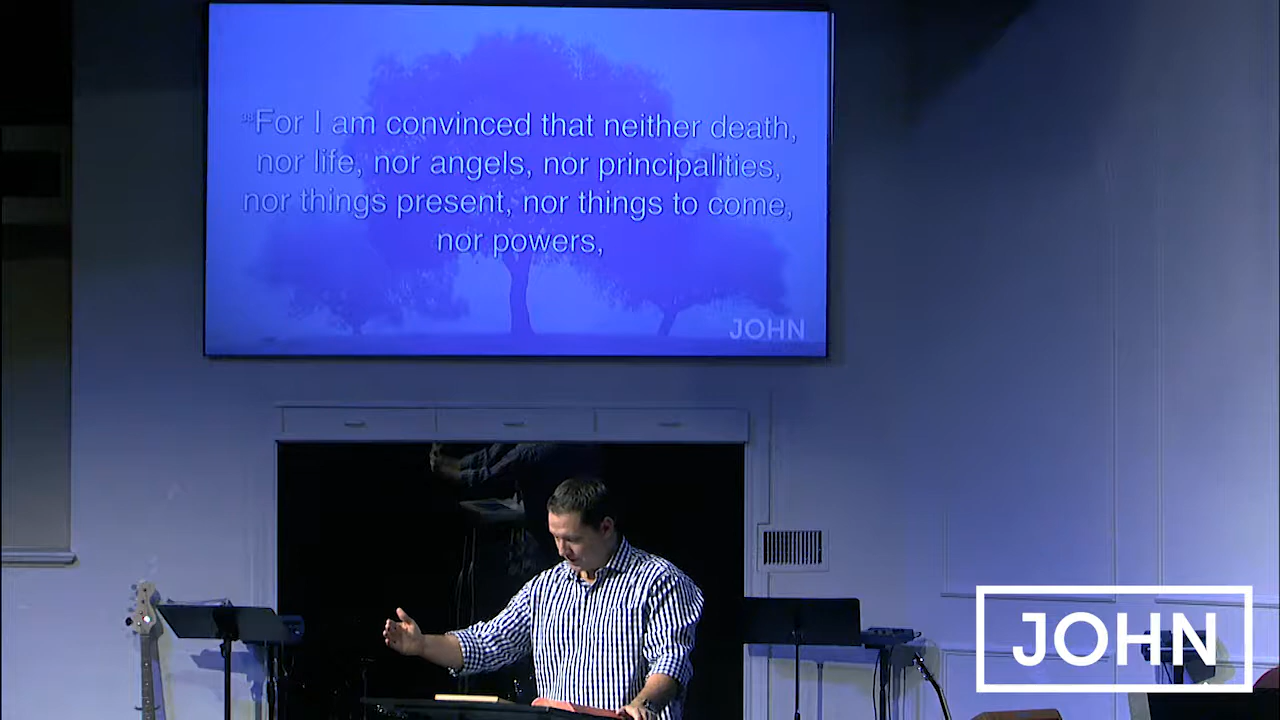 38For I am convinced that neither death,
nor life, nor angels, nor principalities,
nor things present, nor things to come,
nor powers,
JOHN
JOHN